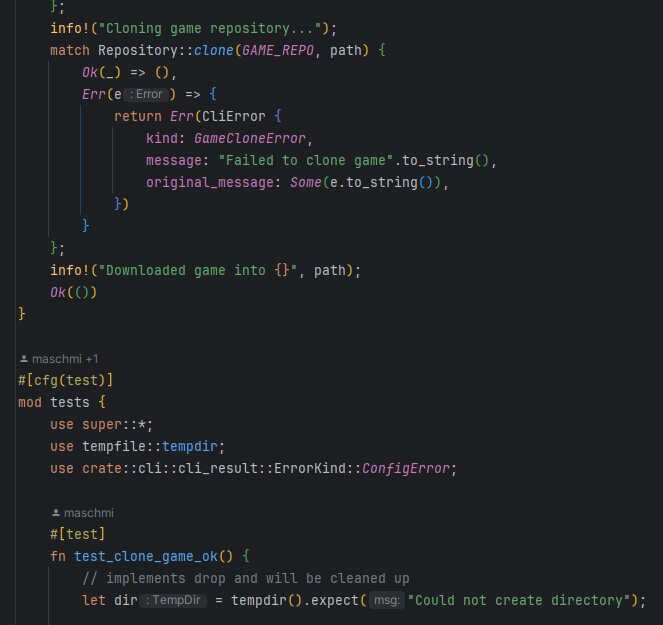 };
info!("Cloning game repository...");
match Repository::clone(GAME_REPO, path) {
Ok(_) => (),
Err(e : Error ) => {
return Err(CliError {
kind: GameCloneError,
message: "Failed to clone game".to_string(),
original_message: Some(e.to_string()),
})
}
};
info!("Downloaded game into {}", path);
Ok(())
}
maschmi +1
#[cfg(test)]
mod tests {
use super::*;
use tempfile::tempdir;
use crate::cli::cli_result::ErrorKind::ConfigError;
maschmi
#[test]
fn test_clone_game_ok() {
// implements drop and will be cleaned up
let dir : TempDir = tempdir().expect( msg: "Could not create directory");